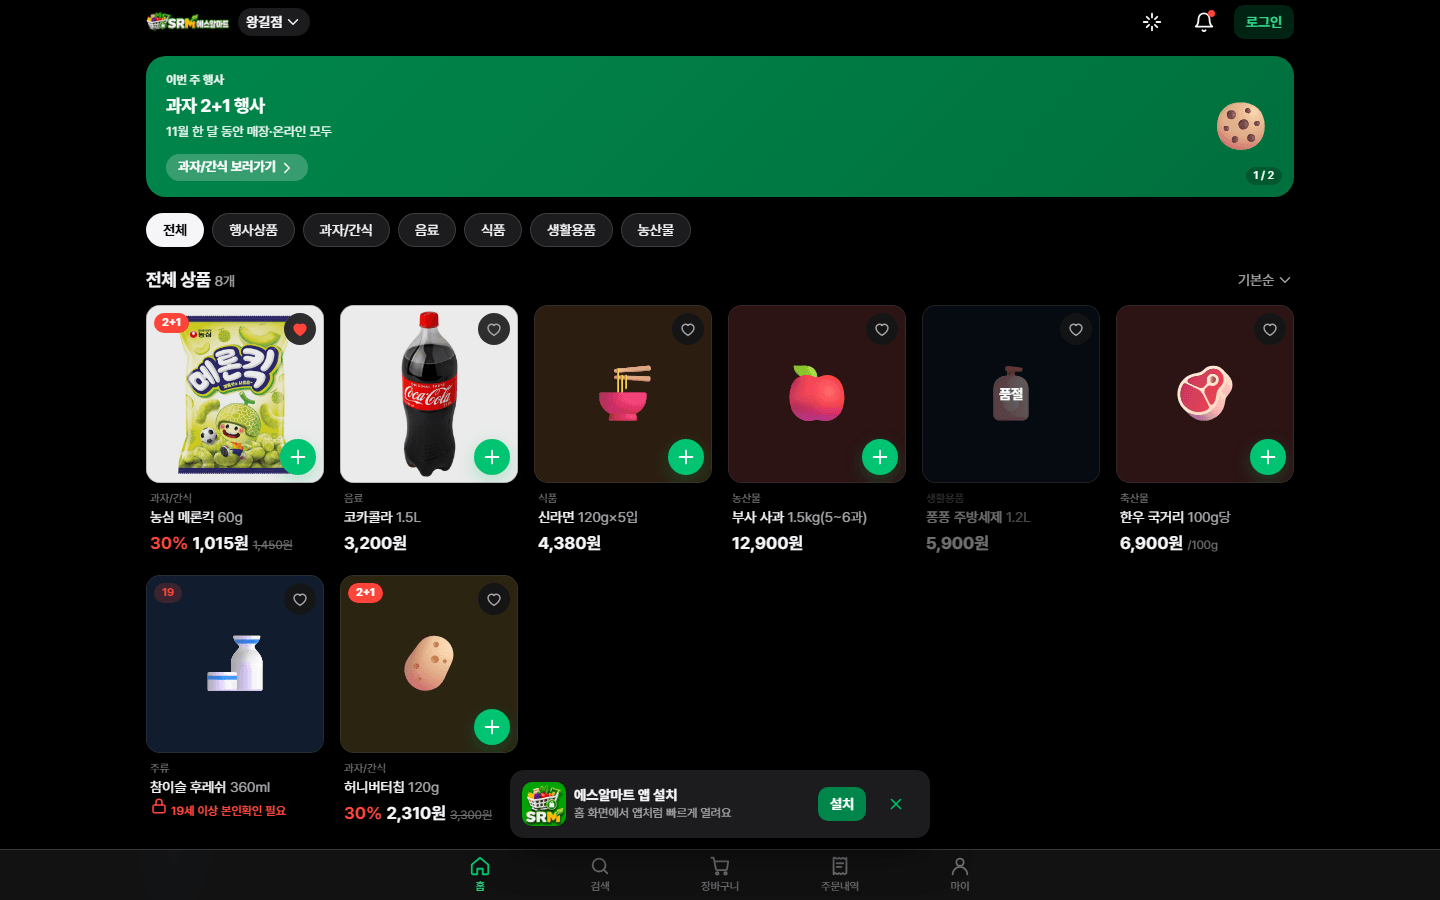 SRM에스알마트
왕길점
로그인
이번 주 행사
과자 2+1 행사
11월 한 달 동안 매장·온라인 모두
과자/간식 보러가기
1 / 2
전체
행사상품
과자/간식
음료
식품
생활용품
농산물
전체 상품 8개
기본순
2+1
농심
메론킥
ORIGINAL TASTE
Coca-Cola
품절
과자/간식
농심 메론킥 60g
30% 1,015원 1,450원
음료
코카콜라 1.5L
3,200원
식품
신라면 120g×5입
4,380원
농산물
부사 사과 1.5kg(5~6과)
12,900원
생활용품
퐁퐁 주방세제 1.2L
5,900원
축산물
한우 국거리 100g당
6,900원 /100g
19
2+1
주류
참이슬 후레쉬 360ml
19세 이상 본인확인 필요
과자/간식
허니버터칩 120g
30% 2,310원 3,300원
SRM
에스알마트 앱 설치
홈 화면에서 앱처럼 빠르게 열려요
설치
홈
검색
장바구니
주문내역
마이